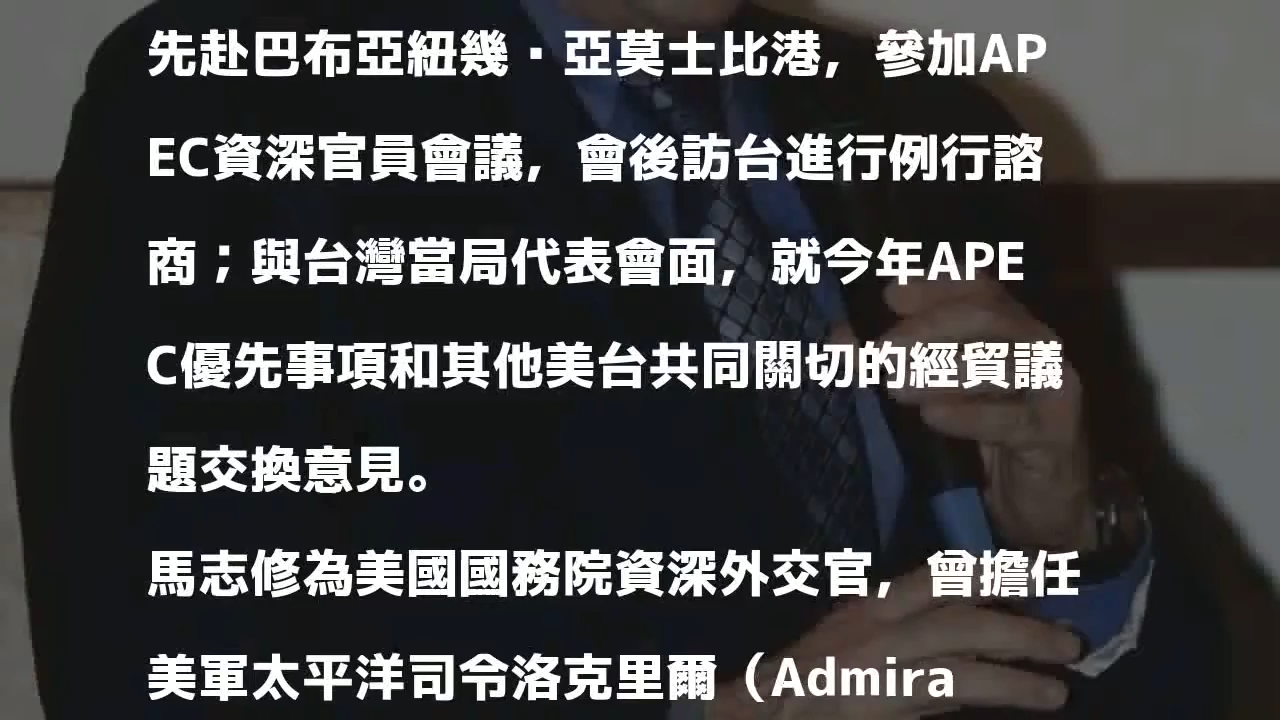 先赴巴布亞紐幾·亞莫士比港，參加AP
EC資深官員會議，會後訪台進行例行諮
商；與台灣當局代表會面，就今年APE
C優先事項和其他美台共同關切的經貿議
題交換意見。
馬志修為美國國務院資深外交官，曾擔任
美軍太平洋司令洛克里爾（Admira